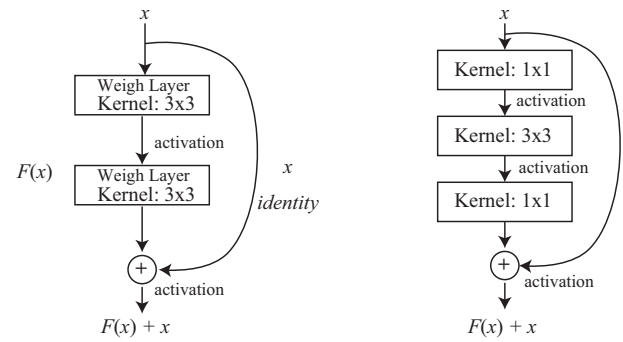 x
Weigh Layer
Kernel: 3x3
activation
F(x)
Weigh Layer
Kernel: 3x3
x
identity
+
activation
F(x) + x
x
Kernel: 1x1
activation
Kernel: 3x3
activation
Kernel: 1x1
+
activation
F(x) + x